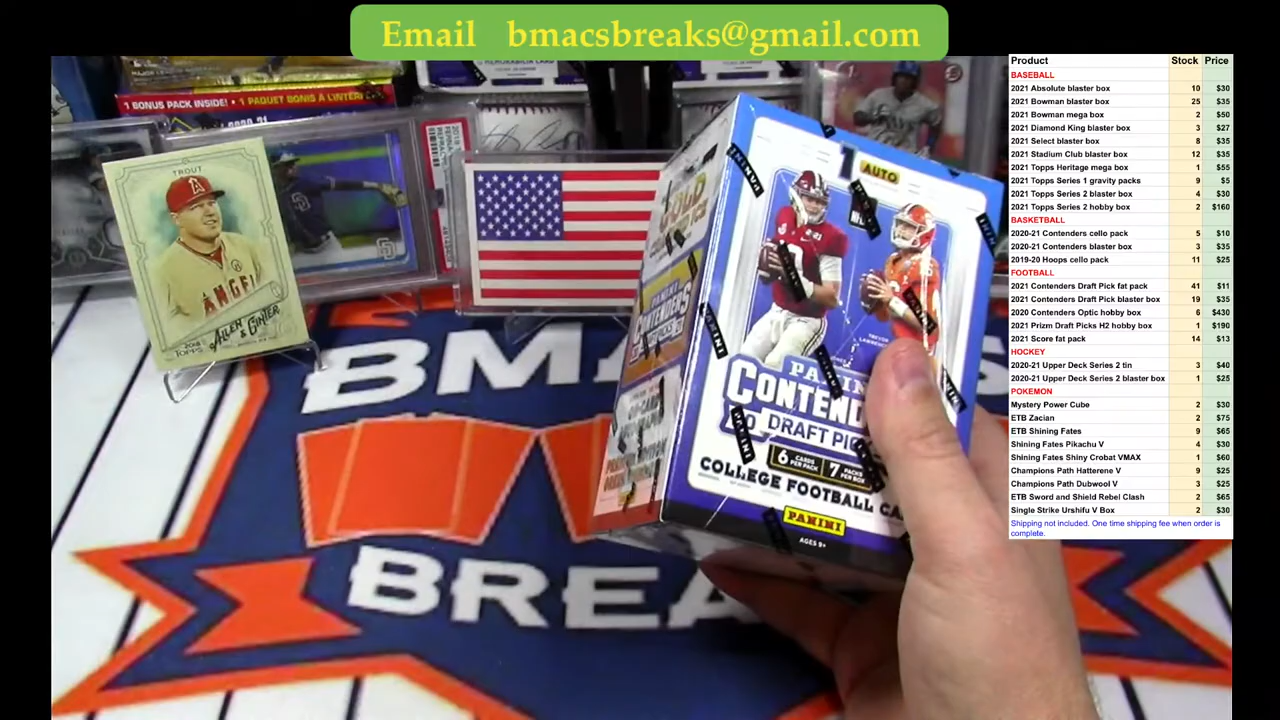 Email bmacsbreaks@gmail.com
Product Stock Price
BASEBALL
2021 Absolute blaster box 10 $30
2021 Bowman blaster box 25 $35
2021 Bowman mega box 2 $50
2021 Diamond King blaster box 3 $27
2021 Select blaster box 8 $35
2021 Stadium Club blaster box 12 $35
2021 Topps Heritage mega box 1 $55
2021 Topps Series 1 gravity packs 9 $5
2021 Topps Series 2 blaster box 4 $30
2021 Topps Series 2 hobby box 2 $160
BASKETBALL
2020-21 Contenders cello pack 5 $10
2020-21 Contenders blaster box 3 $35
2019-20 Hoops cello pack 11 $25
FOOTBALL
2021 Contenders Draft Pick fat pack 41 $11
2021 Contenders Draft Pick blaster box 19 $35
2020 Contenders Optic hobby box 6 $430
2021 Prizm Draft Picks H2 hobby box 1 $190
2021 Score fat pack 14 $13
HOCKEY
2020-21 Upper Deck Series 2 tin 3 $40
2020-21 Upper Deck Series 2 blaster box 1 $25
POKEMON
Mystery Power Cube 2 $30
ETB Zacian 2 $75
ETB Shining Fates 9 $65
Shining Fates Pikachu V 4 $30
Shining Fates Shiny Crobat VMAX 1 $60
Champions Path Hatterene V 9 $25
Champions Path Dubwool V 3 $25
ETB Sword and Shield Rebel Clash 2 $65
Single Strike Urshifu V Box 2 $30
Shipping not included. One time shipping fee when order is
complete.
1 BONUS PACK INSIDE! • 1 PAQUET BONIS A L'INTERI
TROUT
ANGE
ALLEN & GINTER
2018
TOPPS
1 AUTO
PANINI
CONTEND
DRAFT PIC
6 CARDS PER PACK 7 PACKS PER BOX
COLLEGE FOOTBALL CA
PANINI
AGES 9+
PANINI
CONTENDERS
BMA
BREA